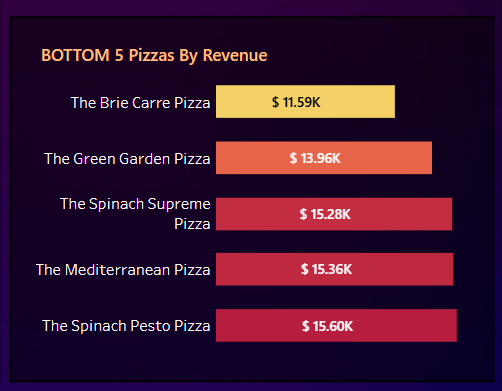 BOTTOM 5 Pizzas By Revenue
The Brie Carre Pizza $ 11.59K
The Green Garden Pizza $ 13.96K
The Spinach Supreme
Pizza $ 15.28K
The Mediterranean Pizza $ 15.36K
The Spinach Pesto Pizza $ 15.60K